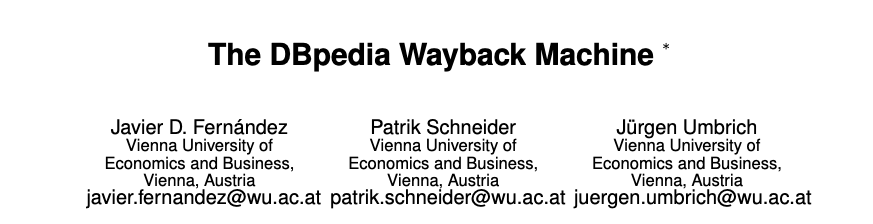 The DBpedia Wayback Machine *
Javier D. Fernández
Vienna University of
Economics and Business,
Vienna, Austria
javier.fernandez@wu.ac.at
Patrik Schneider
Vienna University of
Economics and Business,
Vienna, Austria
patrik.schneider@wu.ac.at
Jürgen Umbrich
Vienna University of
Economics and Business,
Vienna, Austria
juergen.umbrich@wu.ac.at